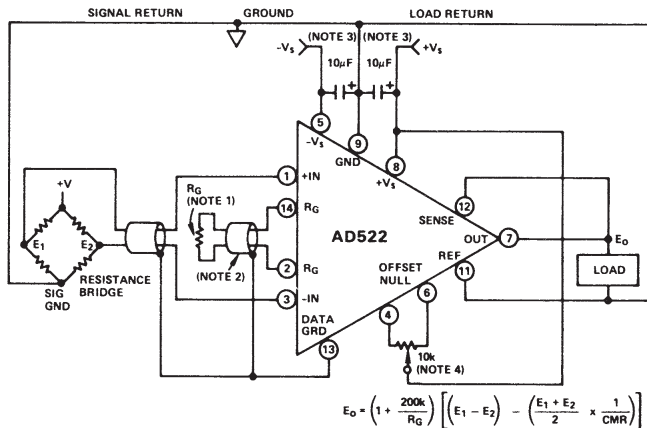 SIGNAL RETURN
GROUND
LOAD RETURN
(NOTE 3)
(NOTE 3)
–Vs
+Vs
10μF
10μF
+
+
5
9
8
–Vs
GND
+Vs
1
+IN
12
SENSE
RG
(NOTE 1)
14
RG
+V
E1
E2
AD522
OUT
7
Eo
(NOTE 2)
2
RG
REF
11
LOAD
RESISTANCE
BRIDGE
SIG
GND
OFFSET
NULL
3
–IN
6
4
DATA
GRD
13
10k
(NOTE 4)
Eo = (1 + 200k/RG) [(E1 – E2) – (E1 + E2/2 x 1/CMR)]